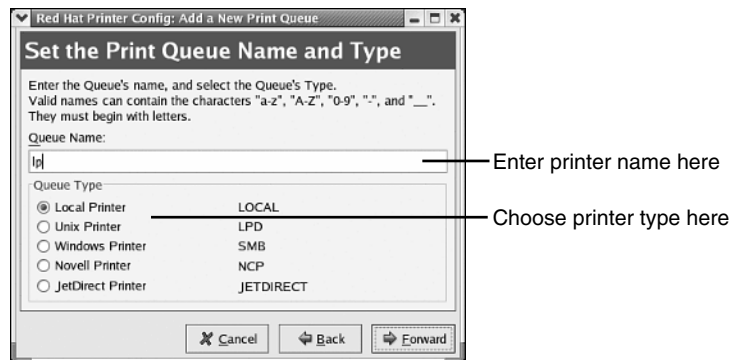 Red Hat Printer Config: Add a New Print Queue
Set the Print Queue Name and Type
Enter the Queue's name, and select the Queue's Type.
Valid names can contain the characters "a-z", "A-Z", "0-9", "-", and "__".
They must begin with letters.
Queue Name:
lp
Enter printer name here
Queue Type
Local Printer LOCAL
Choose printer type here
Unix Printer LPD
Windows Printer SMB
Novell Printer NCP
JetDirect Printer JETDIRECT
Cancel Back Forward